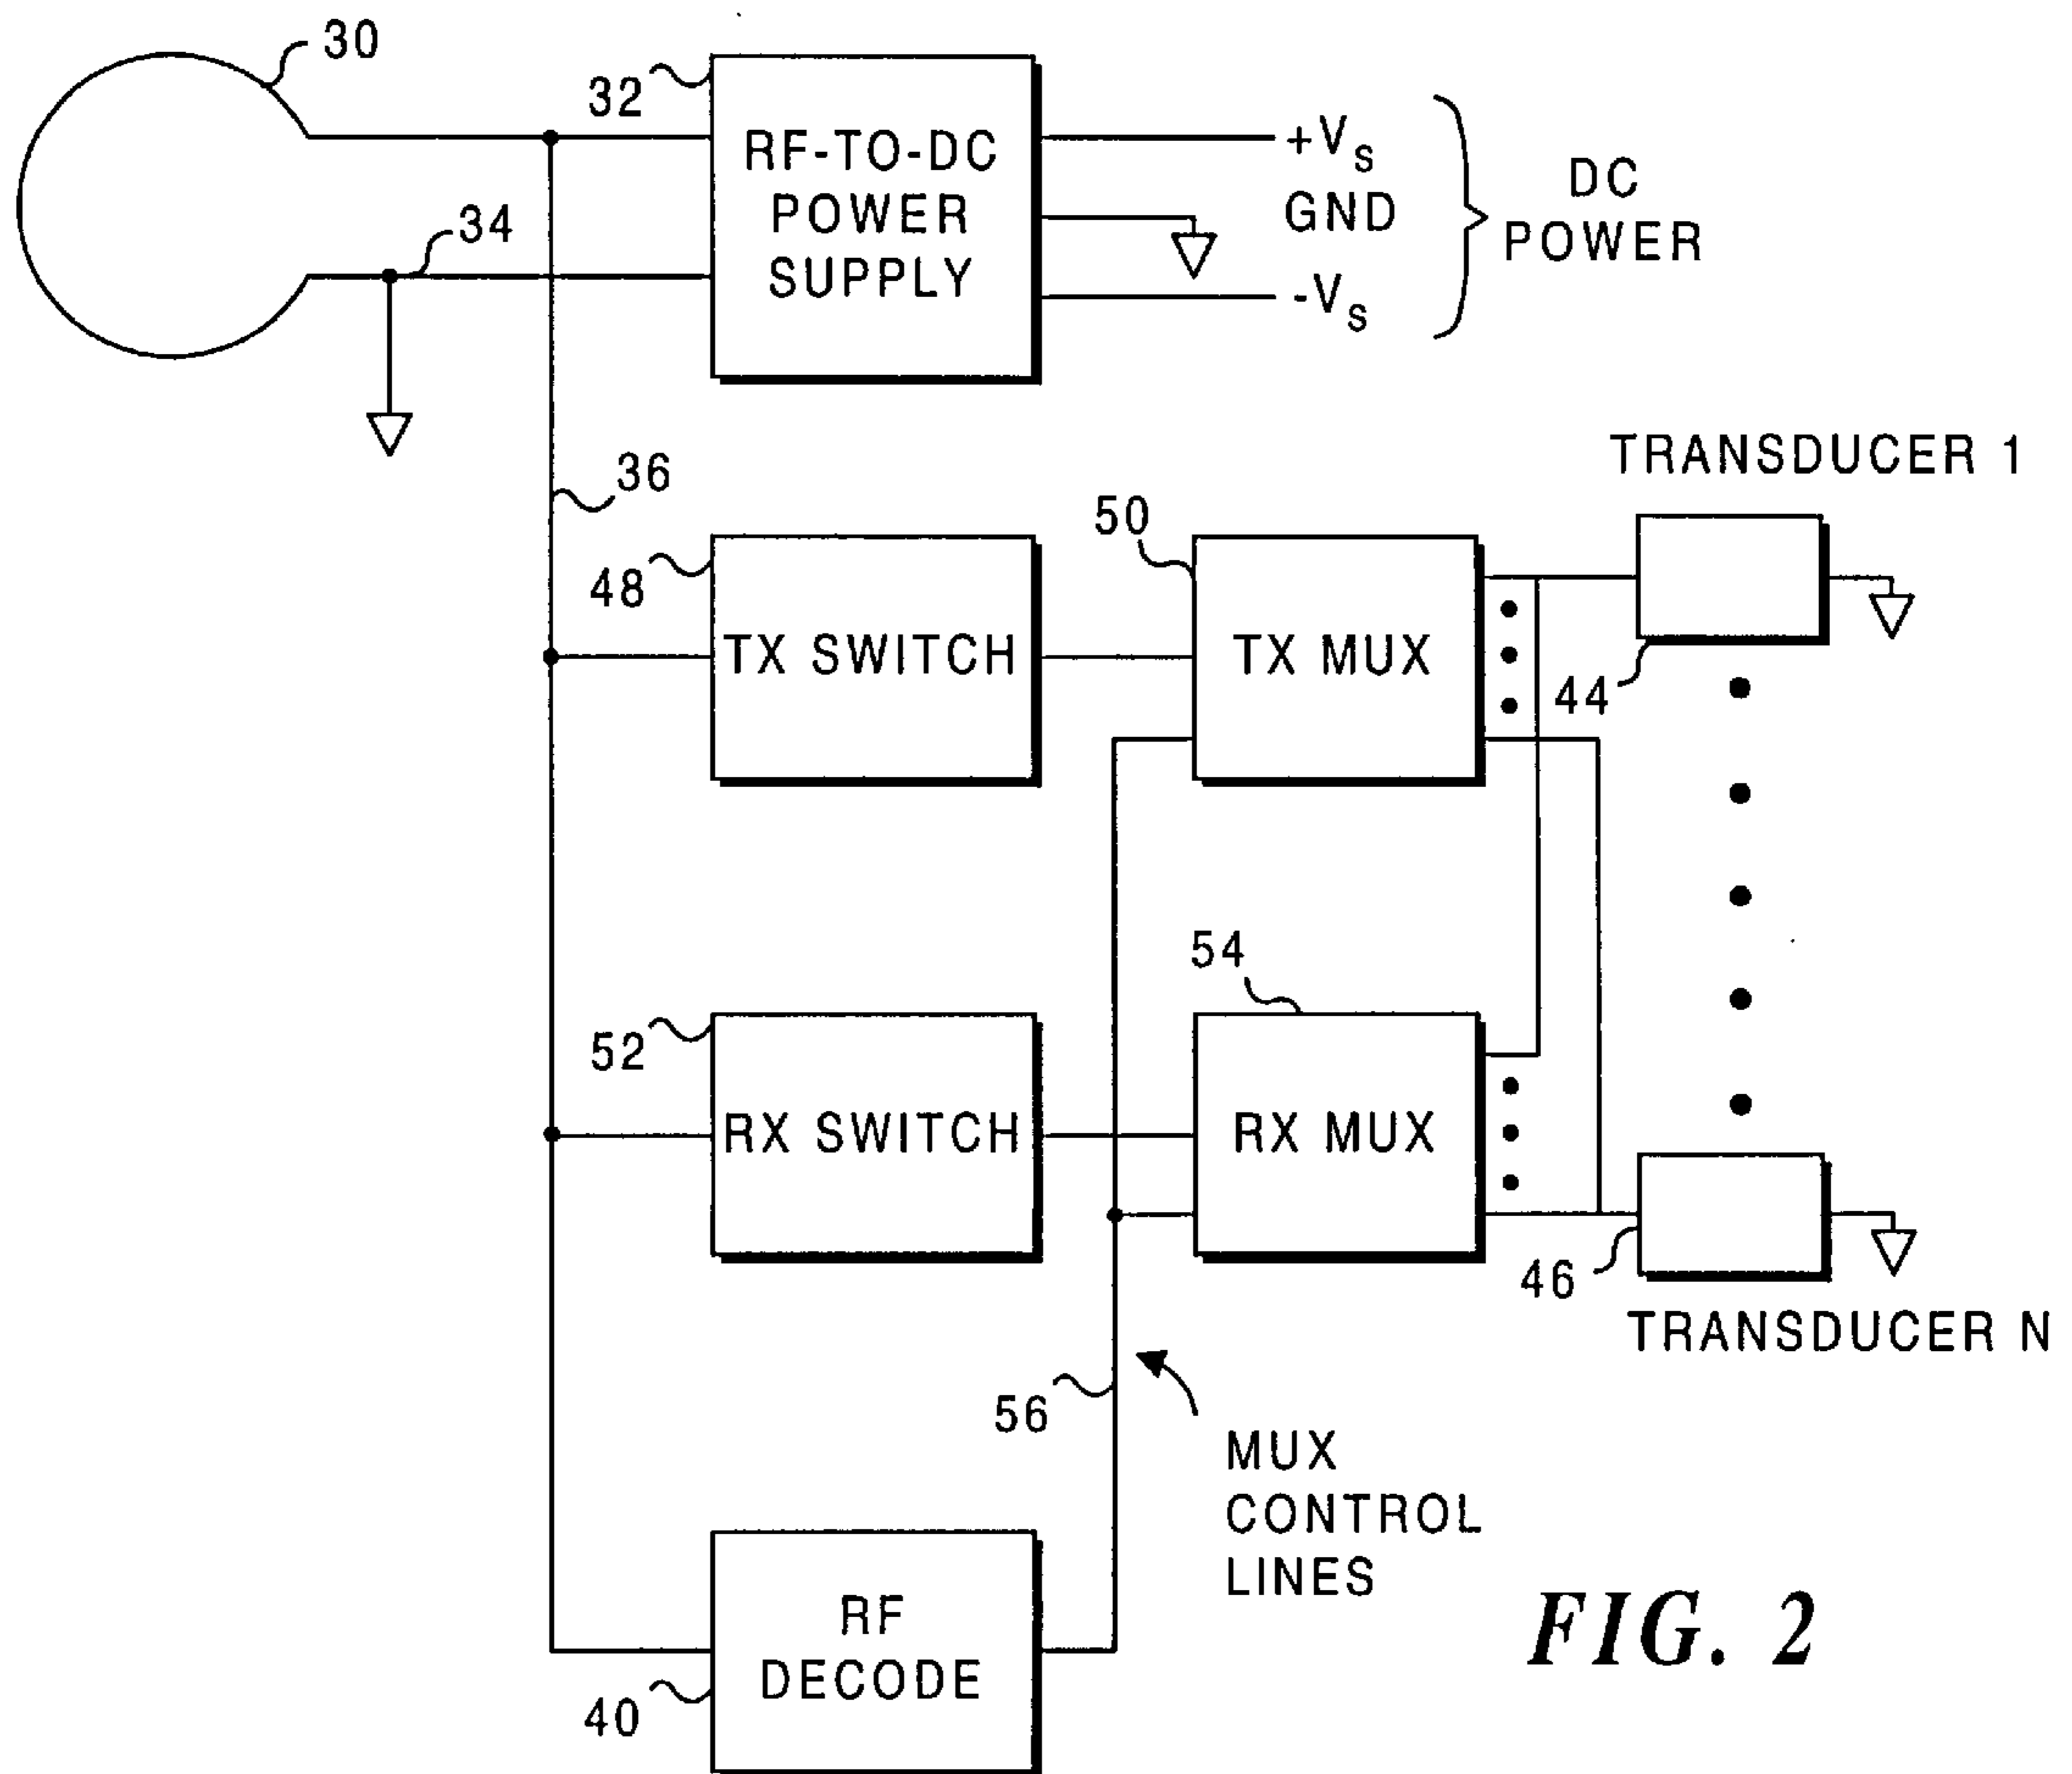 30
32
RF-TO-DC
POWER
SUPPLY
+Vs
GND
-Vs
DC
POWER
34
36
TRANSDUCER 1
50
48
TX SWITCH
TX MUX
44
54
52
RX SWITCH
RX MUX
46
TRANSDUCER N
56
MUX
CONTROL
LINES
RF
DECODE
40
FIG. 2